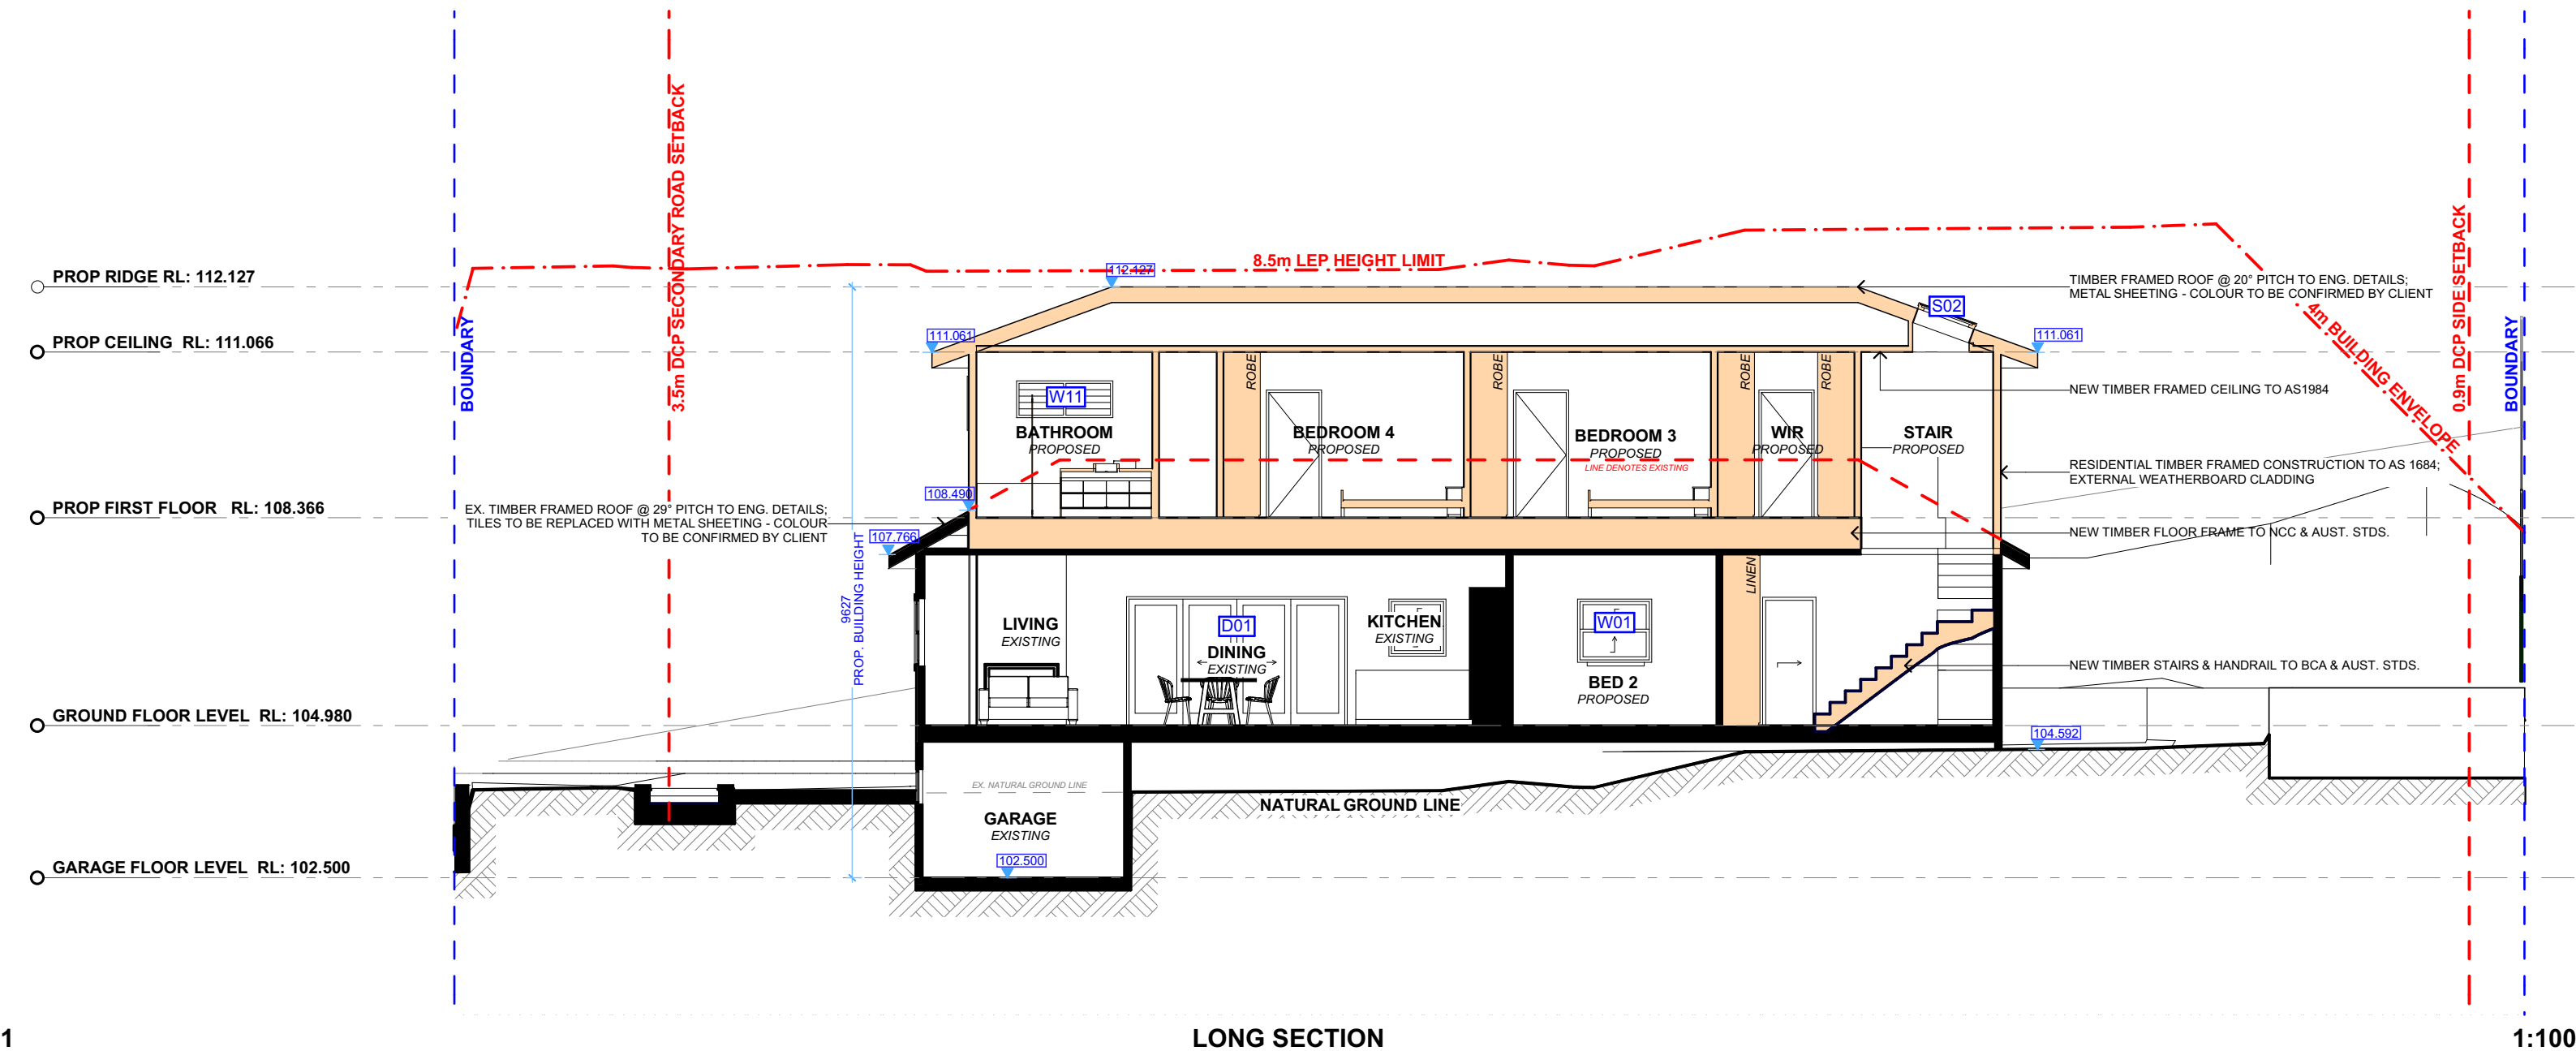 3.5m DCP SECONDARY ROAD SETBACK
BOUNDARY
8.5m LEP HEIGHT LIMIT
4m BUILDING ENVELOPE
0.9m DCP SIDE SETBACK
BOUNDARY
PROP RIDGE RL: 112.127
112.127
TIMBER FRAMED ROOF @ 20° PITCH TO ENG. DETAILS;
METAL SHEETING - COLOUR TO BE CONFIRMED BY CLIENT
S02
PROP CEILING RL: 111.066
111.061
111.061
ROBE
ROBE
ROBE
ROBE
NEW TIMBER FRAMED CEILING TO AS1984
W11
BATHROOM
PROPOSED
BEDROOM 4
PROPOSED
BEDROOM 3
PROPOSED
LINE DENOTES EXISTING
WIR
PROPOSED
STAIR
PROPOSED
RESIDENTIAL TIMBER FRAMED CONSTRUCTION TO AS 1684;
EXTERNAL WEATHERBOARD CLADDING
108.490
PROP FIRST FLOOR RL: 108.366
EX. TIMBER FRAMED ROOF @ 29° PITCH TO ENG. DETAILS;
TILES TO BE REPLACED WITH METAL SHEETING - COLOUR
TO BE CONFIRMED BY CLIENT
107.766
NEW TIMBER FLOOR FRAME TO NCC & AUST. STDS.
9627
PROP. BUILDING HEIGHT
LINEN
LIVING
EXISTING
D01
DINING
EXISTING
KITCHEN
EXISTING
W01
BED 2
PROPOSED
NEW TIMBER STAIRS & HANDRAIL TO BCA & AUST. STDS.
GROUND FLOOR LEVEL RL: 104.980
104.592
EX. NATURAL GROUND LINE
NATURAL GROUND LINE
GARAGE
EXISTING
102.500
GARAGE FLOOR LEVEL RL: 102.500
1
LONG SECTION
1:100